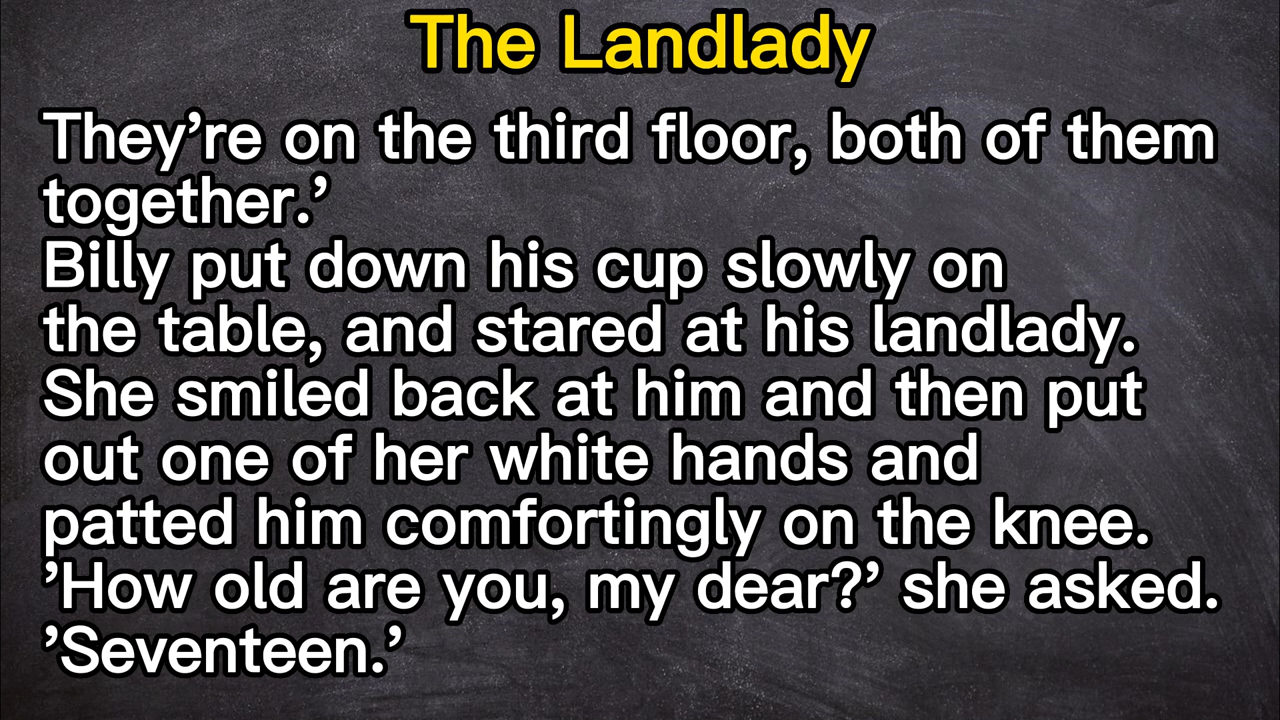 The Landlady
They’re on the third floor, both of them
together.’
Billy put down his cup slowly on
the table, and stared at his landlady.
She smiled back at him and then put
out one of her white hands and
patted him comfortingly on the knee.
’How old are you, my dear?’ she asked.
’Seventeen.’